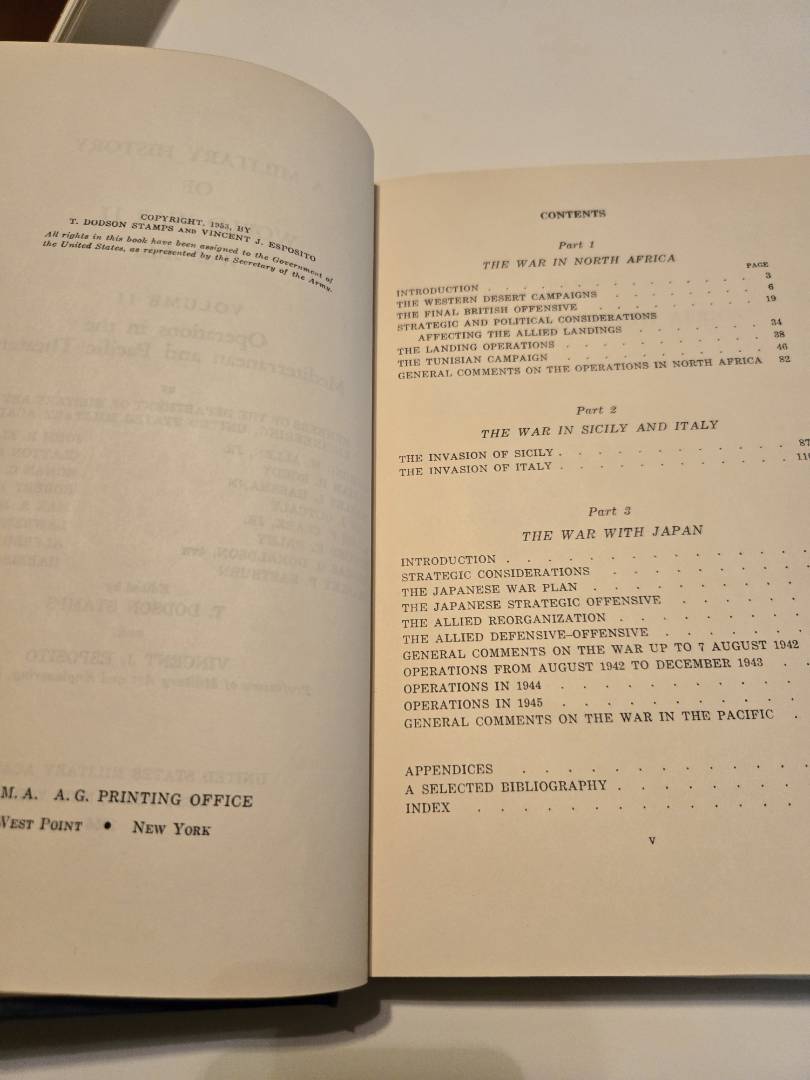 COPYRIGHT, 1953, BY
T. DODSON STAMPS AND VINCENT J. ESPOSITO
All rights in this book have been assigned to the Government of
the United States, as represented by the Secretary of the Army.
M. A. A. G. PRINTING OFFICE
WEST POINT • NEW YORK
CONTENTS
Part 1
THE WAR IN NORTH AFRICA
PAGE
INTRODUCTION . . . . . . . . . . . . . 3
THE WESTERN DESERT CAMPAIGNS . . . . . . . 6
THE FINAL BRITISH OFFENSIVE . . . . . . . 19
STRATEGIC AND POLITICAL CONSIDERATIONS
AFFECTING THE ALLIED LANDINGS . . . . . . 34
THE LANDING OPERATIONS . . . . . . . . . 38
THE TUNISIAN CAMPAIGN . . . . . . . . . 46
GENERAL COMMENTS ON THE OPERATIONS IN NORTH AFRICA 82
Part 2
THE WAR IN SICILY AND ITALY
THE INVASION OF SICILY . . . . . . . . . 87
THE INVASION OF ITALY . . . . . . . . .
Part 3
THE WAR WITH JAPAN
INTRODUCTION . . . . . . . . . . . . .
STRATEGIC CONSIDERATIONS . . . . . . . .
THE JAPANESE WAR PLAN . . . . . . . . .
THE JAPANESE STRATEGIC OFFENSIVE . . . . .
THE ALLIED REORGANIZATION . . . . . . . .
THE ALLIED DEFENSIVE-OFFENSIVE . . . . . .
GENERAL COMMENTS ON THE WAR UP TO 7 AUGUST 1942
OPERATIONS FROM AUGUST 1942 TO DECEMBER 1943 . .
OPERATIONS IN 1944 . . . . . . . . . .
OPERATIONS IN 1945 . . . . . . . . . .
GENERAL COMMENTS ON THE WAR IN THE PACIFIC .
APPENDICES . . . . . . . . . . . .
A SELECTED BIBLIOGRAPHY . . . . . . . .
INDEX . . . . . . . . . . . . .
V